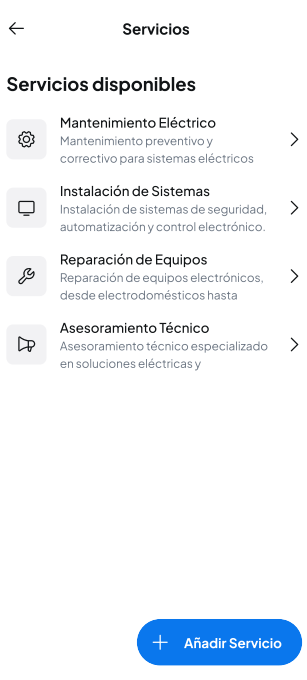 Servicios
Servicios disponibles
Mantenimiento Eléctrico
Mantenimiento preventivo y
correctivo para sistemas eléctricos
Instalación de Sistemas
Instalación de sistemas de seguridad,
automatización y control electrónico.
Reparación de Equipos
Reparación de equipos electrónicos,
desde electrodomésticos hasta
Asesoramiento Técnico
Asesoramiento técnico especializado
en soluciones eléctricas y
Añadir Servicio